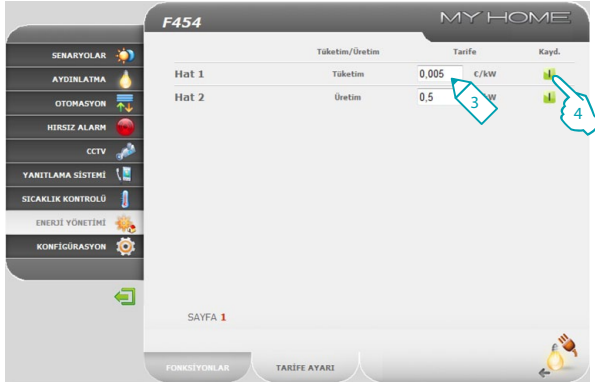 F454
MY HOME
SENARYOLAR
AYDINLATMA
OTOMASYON
HIRSIZ ALARM
CCTV
YANITLAMA SİSTEMİ
SICAKLIK KONTROLÜ
ENERJİ YÖNETİMİ
KONFİGÜRASYON
Tüketim/Üretim Tarife Kayd.
Hat 1 Tüketim 0,005 €/kW
Hat 2 Üretim 0,5 W
3
4
SAYFA 1
FONKSİYONLAR TARİFE AYARI